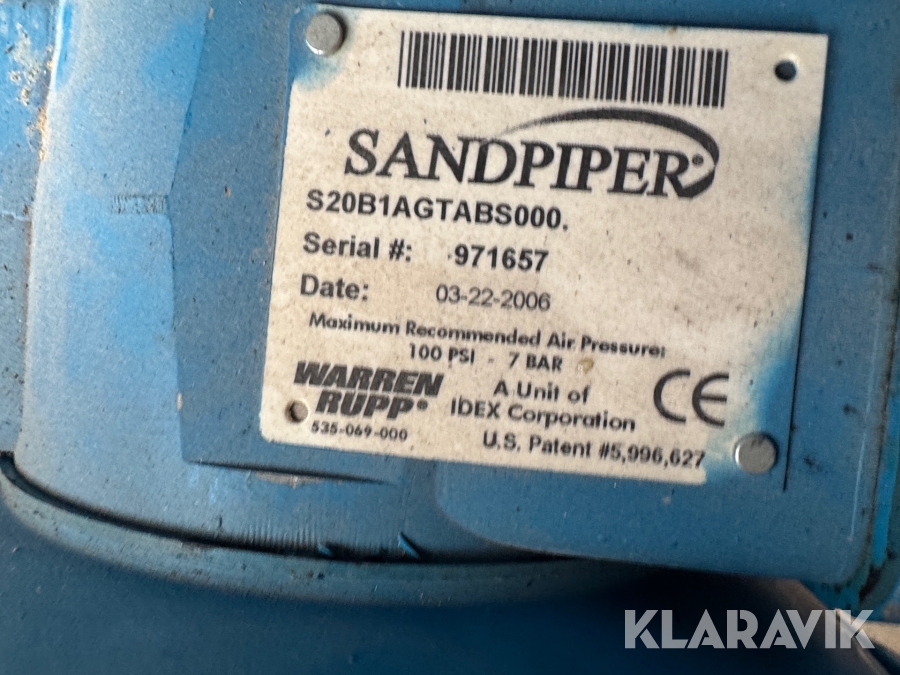 SANDPIPER®
S20B1AGTABS000.
Serial #: 971657
Date: 03-22-2006
Maximum Recommended Air Pressure:
100 PSI - 7 BAR
WARREN RUPP®
A Unit of
IDEX Corporation
CE
535-069-000
U.S. Patent #5,996,627
KLARAVIK